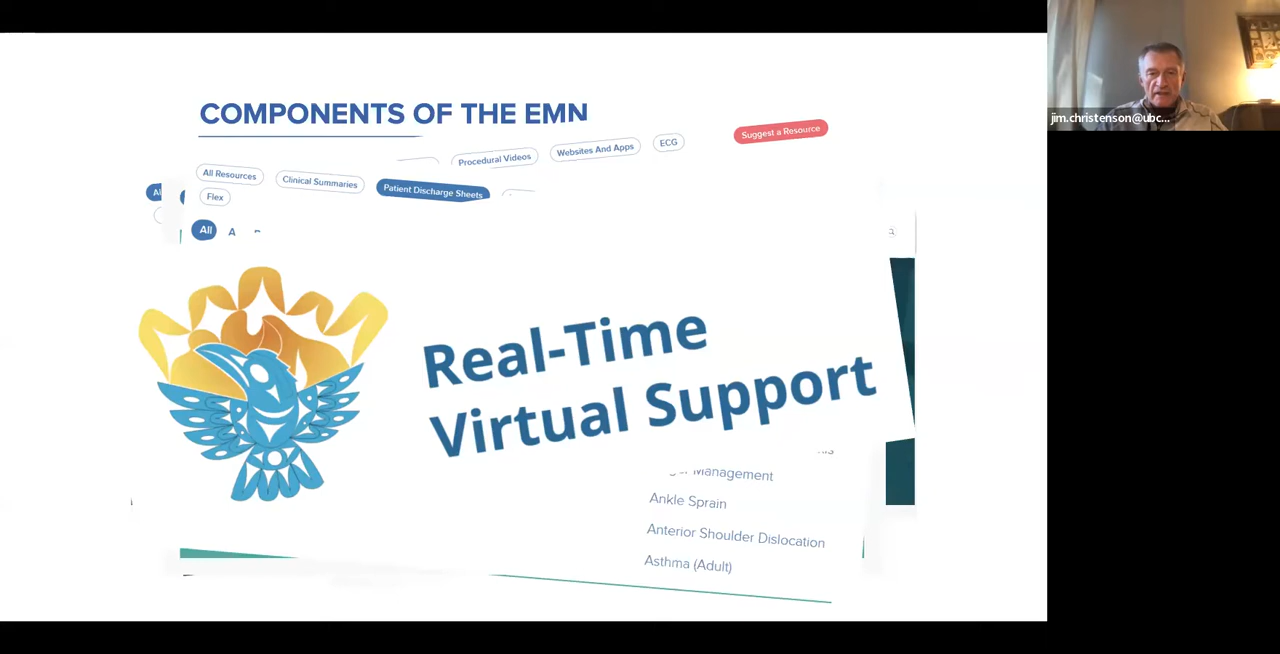 COMPONENTS OF THE EMN
jim.christenson@ubc...
Procedural Videos
Websites And Apps
ECG
Suggest a Resource
All Resources
Clinical Summaries
Patient Discharge Sheets
Flex
All
A
Real-Time
Virtual Support
Management
Ankle Sprain
Anterior Shoulder Dislocation
Asthma (Adult)